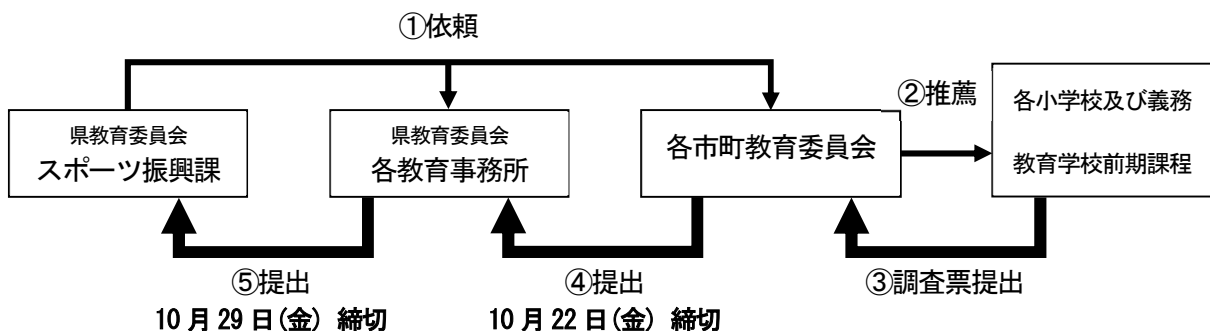 ①依頼
県教育委員会
スポーツ振興課
県教育委員会
各教育事務所
各市町教育委員会
②推薦
各小学校及び義務
教育学校前期課程
⑤提出
10月29日(金) 締切
④提出
10月22日(金) 締切
③調査票提出